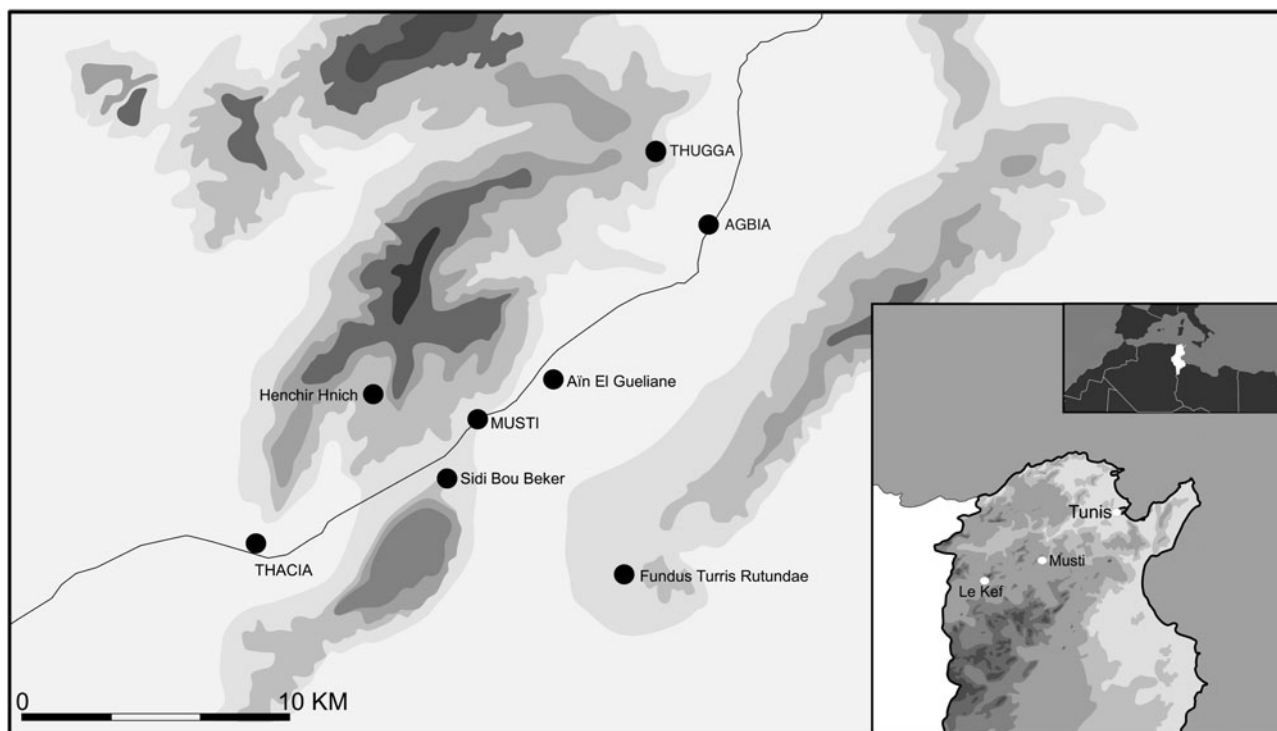 THUGGA
AGBIA
Aïn El Gueliane
Henchir Hnich
MUSTI
Sidi Bou Beker
THACIA
Fundus Turris Rutundae
0 10 KM
Tunis
Musti
Le Kef